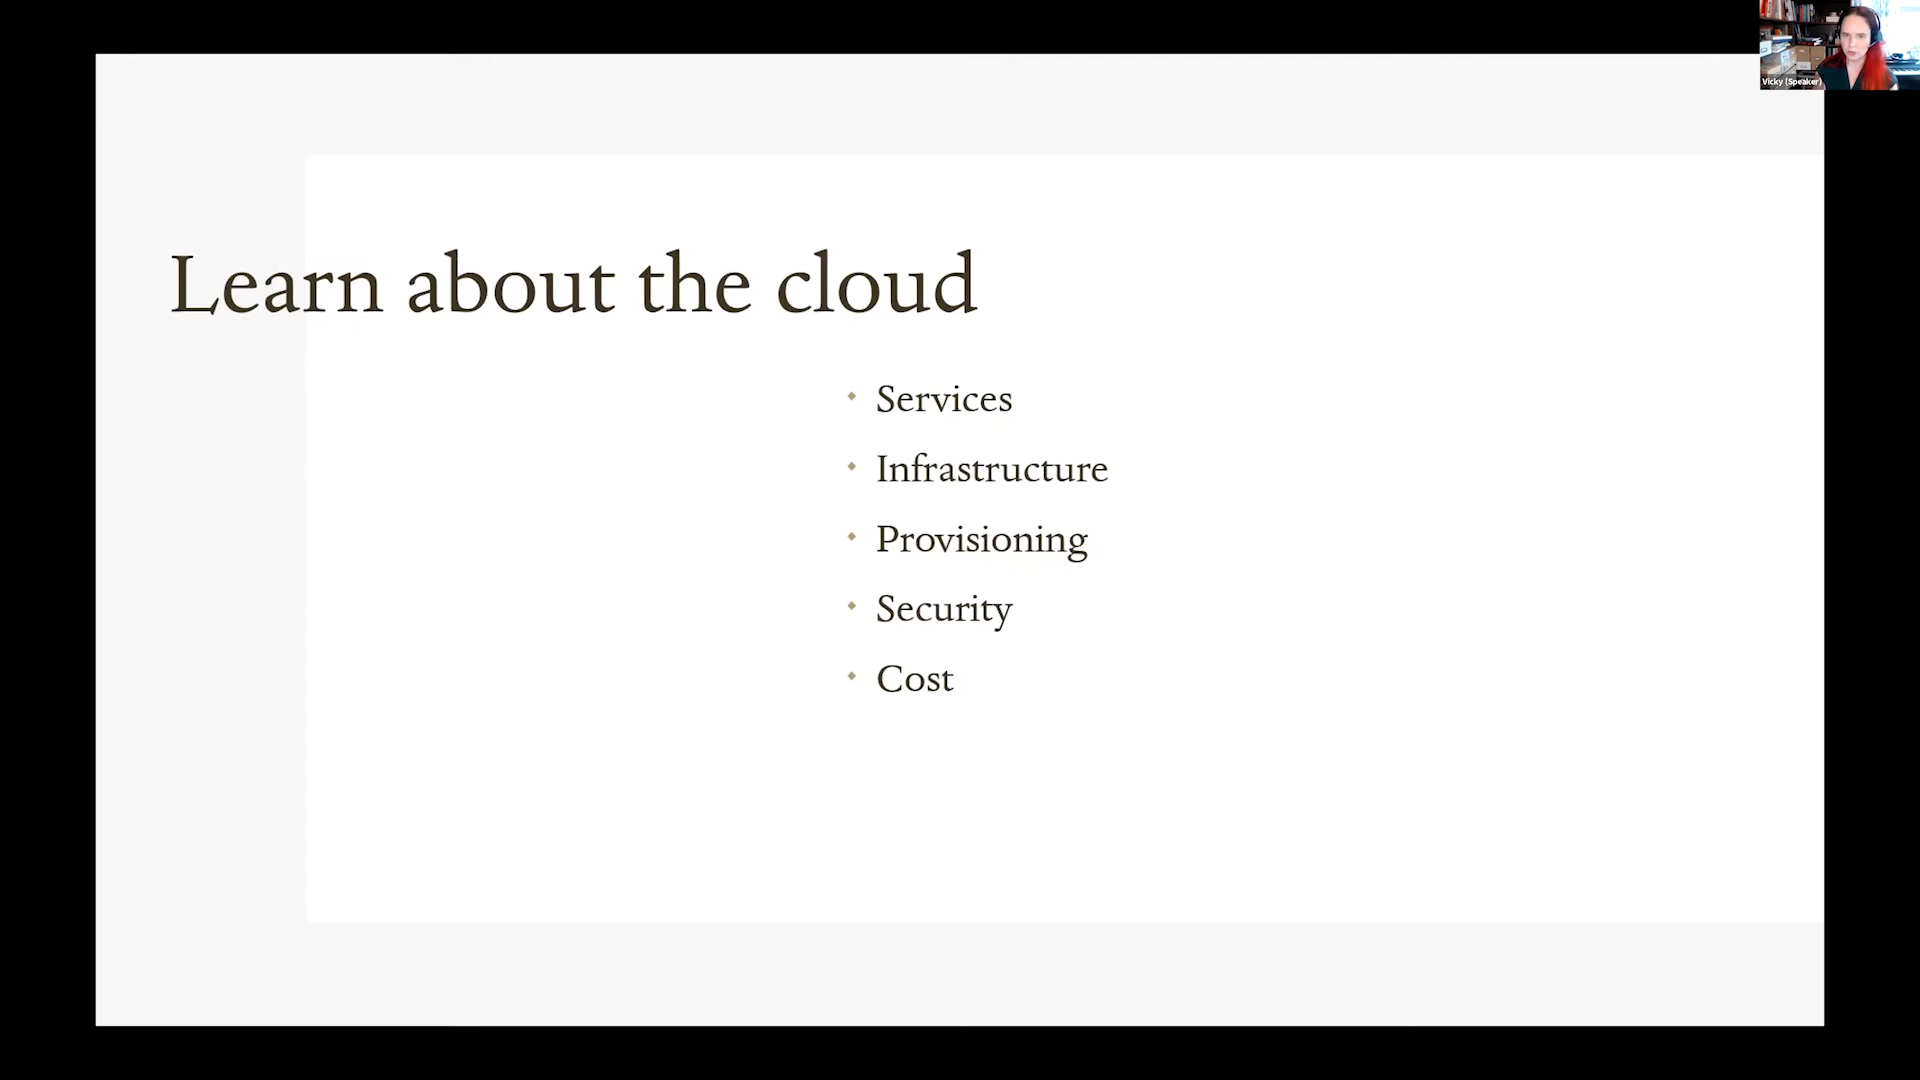 Vicky (Speaker)
Learn about the cloud
Services
Infrastructure
Provisioning
Security
Cost